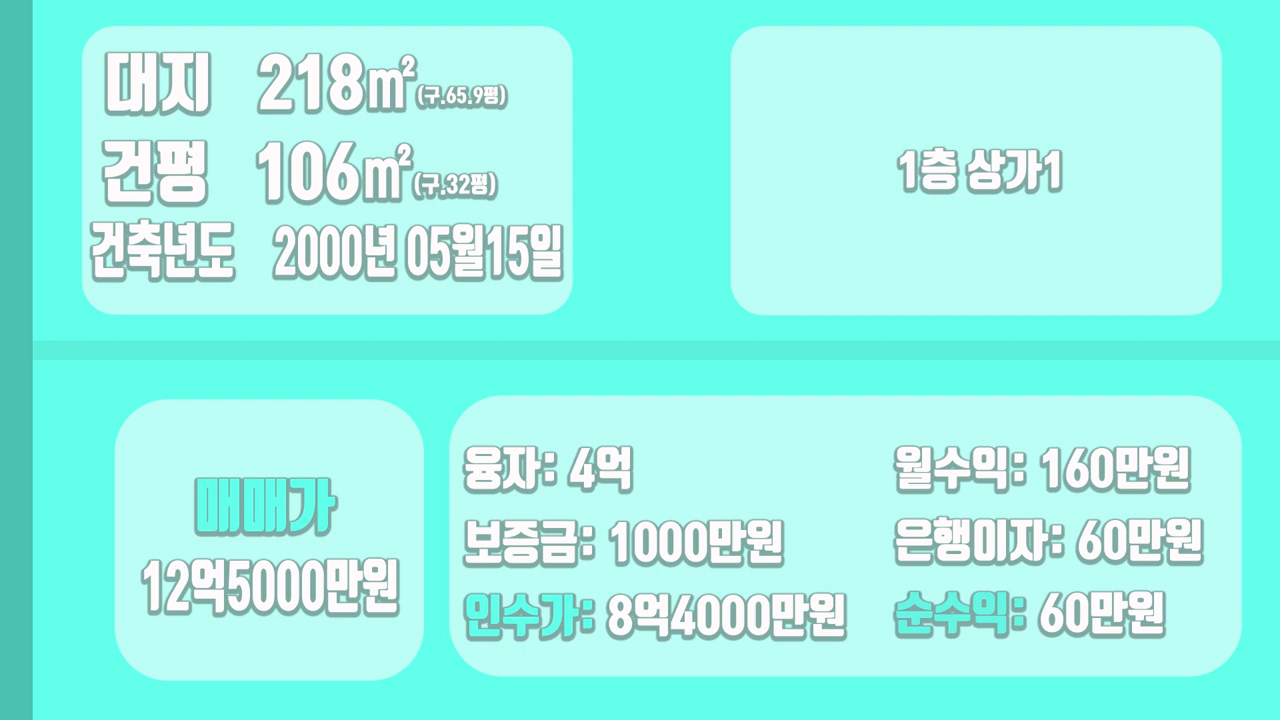 대지 218m²(구.65.9평)
건평 106m²(구.32평)
건축년도 2000년 05월15일
1층 상가1
매매가
12억5000만원
융자: 4억
보증금: 1000만원
인수가: 8억4000만원
월수익: 160만원
은행이자: 60만원
순수익: 60만원